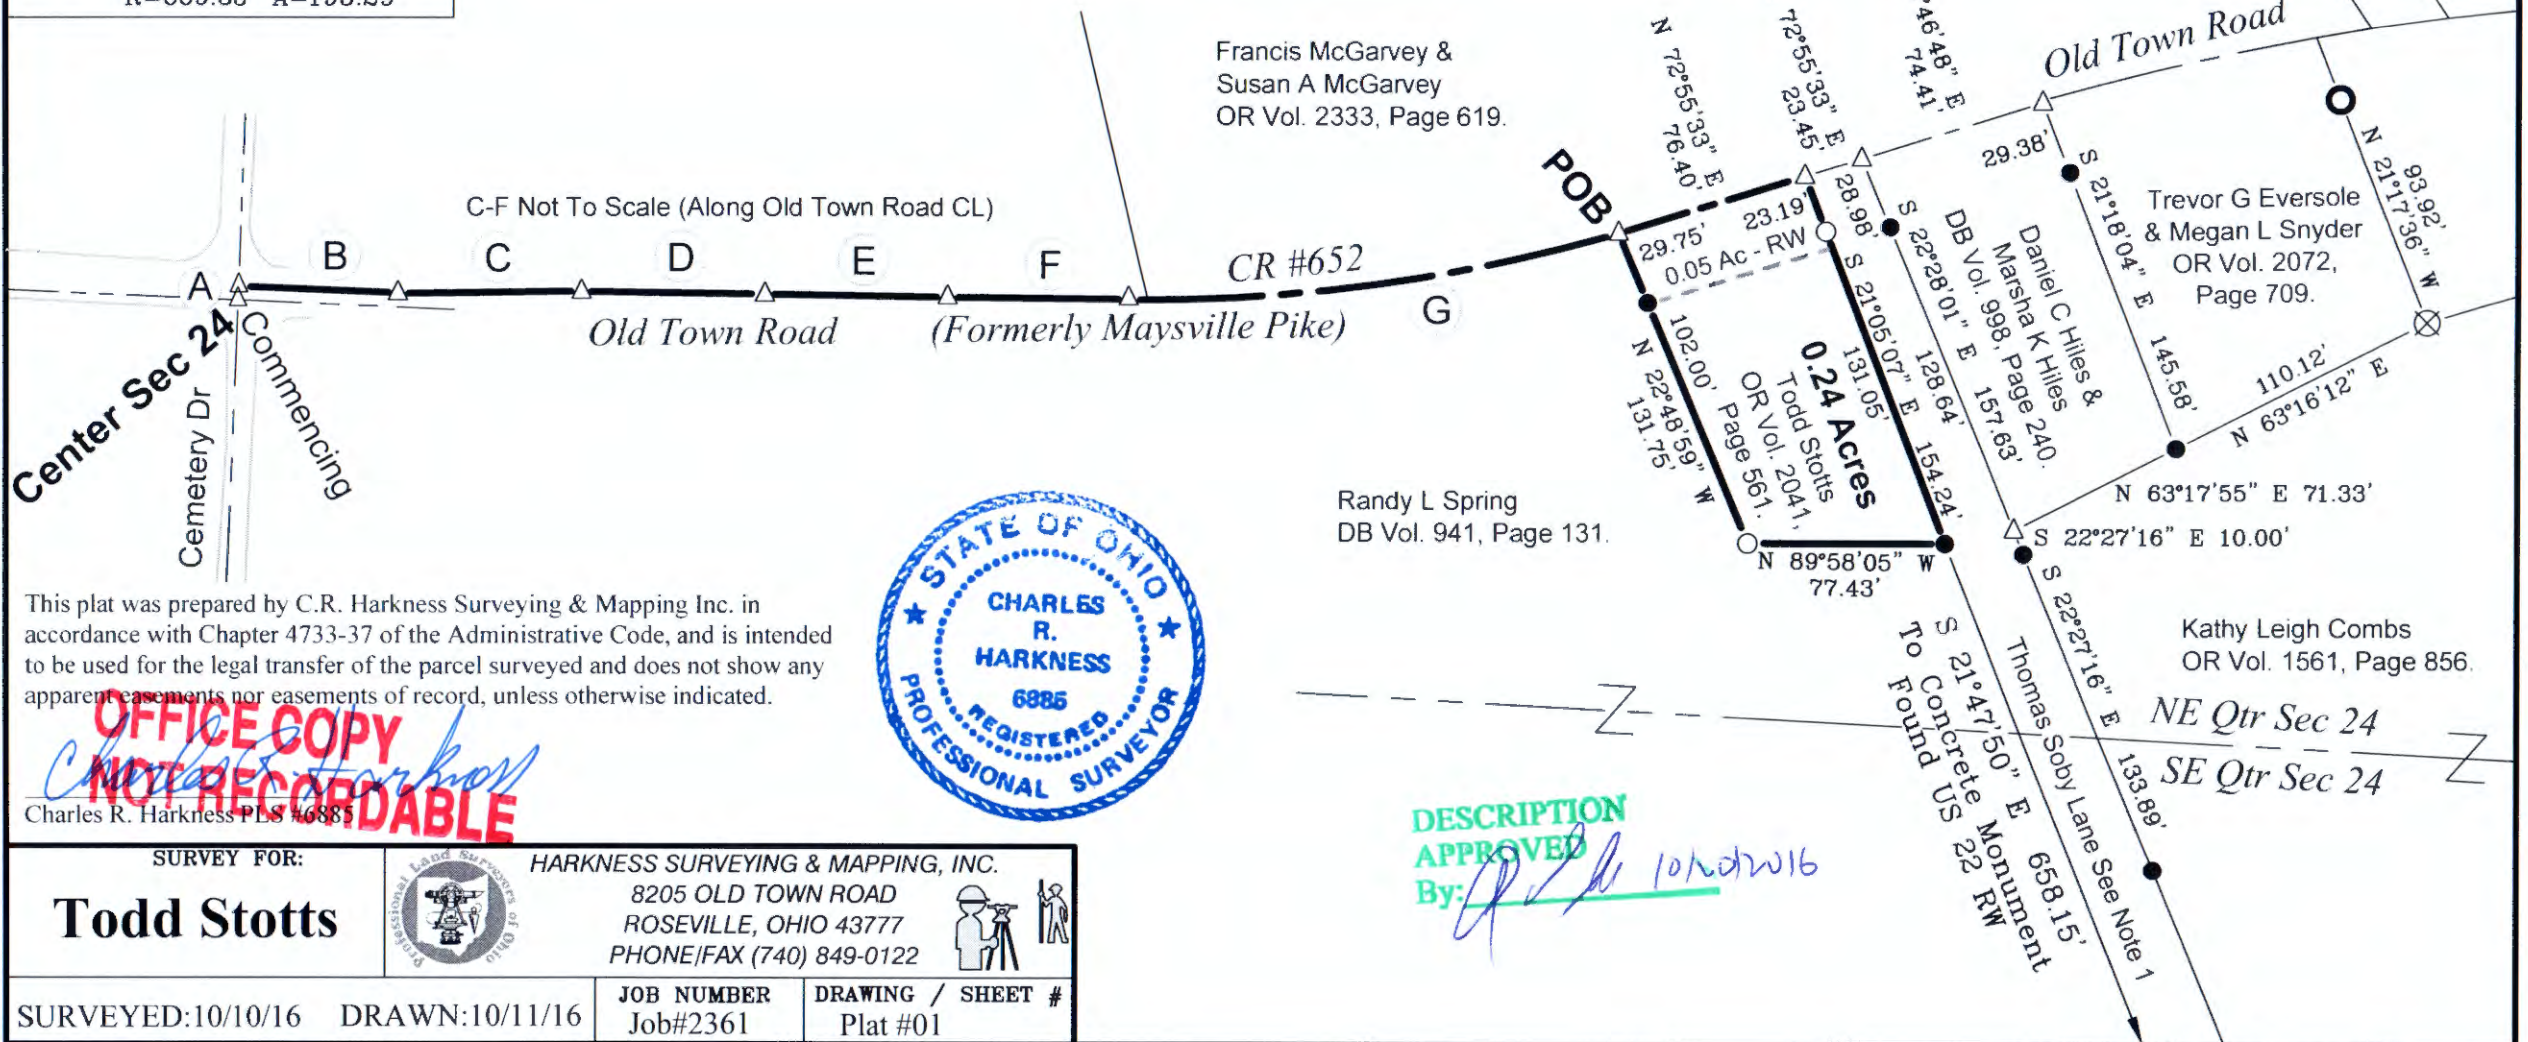 Francis McGarvey &
Susan A McGarvey
OR Vol. 2333, Page 619.
N 72°55'33" E
76.40'
72°55'33" E
23.45'
°46'48" E
74.41'
Old Town Road
C-F Not To Scale (Along Old Town Road CL)
A
B
C
D
E
F
CR #652
G
POB
29.75'
23.19'
0.05 Ac - RW
28.98'
29.38'
Old Town Road
(Formerly Maysville Pike)
Center Sec 24
Commencing
Cemetery Dr
102.00'
N 22°48'59" W
131.75'
Todd Stotts
OR Vol. 2041,
Page 561.
0.24 Acres
S 21°05'07" E 154.24'
131.05'
S 22°28'01" E 157.63'
128.64'
Daniel C Hiles &
Marsha K Hiles
DB Vol. 998, Page 240.
S 21°18'04" E 145.58'
Trevor G Eversole
& Megan L Snyder
OR Vol. 2072,
Page 709.
93.92'
N 21°17'36" W
110.12'
N 63°16'12" E
N 63°17'55" E 71.33'
S 22°27'16" E 10.00'
N 89°58'05" W
77.43'
Randy L Spring
DB Vol. 941, Page 131.
Kathy Leigh Combs
OR Vol. 1561, Page 856.
S 22°27'16" E 133.89'
NE Qtr Sec 24
SE Qtr Sec 24
Thomas Soby Lane See Note 1
S 21°47'50" E 658.15'
To Concrete Monument
Found US 22 RW
This plat was prepared by C.R. Harkness Surveying & Mapping Inc. in
accordance with Chapter 4733-37 of the Administrative Code, and is intended
to be used for the legal transfer of the parcel surveyed and does not show any
apparent easements nor easements of record, unless otherwise indicated.
OFFICE COPY
NOT RECORDABLE
Charles R. Harkness
Charles R. Harkness PLS #6885
STATE OF OHIO
CHARLES
R.
HARKNESS
6885
REGISTERED
PROFESSIONAL SURVEYOR
DESCRIPTION
APPROVED
By:
SURVEY FOR:
Todd Stotts
Professional Land Surveyors of Ohio
HARKNESS SURVEYING & MAPPING, INC.
8205 OLD TOWN ROAD
ROSEVILLE, OHIO 43777
PHONE/FAX (740) 849-0122
SURVEYED:10/10/16 DRAWN:10/11/16
JOB NUMBER
Job#2361
DRAWING / SHEET #
Plat #01